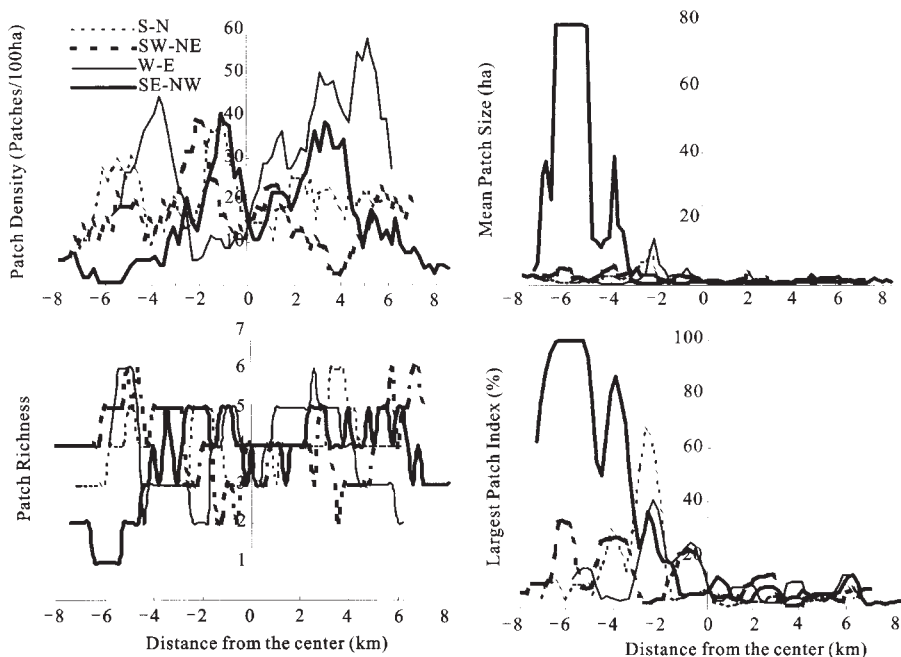 S-N
SW-NE
W-E
SE-NW
Patch Density (Patches/100ha)
60
50
40
30
20
10
−8 −6 −4 −2 0 2 4 6 8
Mean Patch Size (ha)
80
60
40
20
−8 −6 −4 −2 0 2 4 6 8
Patch Richness
7
6
5
4
3
2
1
−8 −6 −4 −2 0 2 4 6 8
Distance from the center (km)
Largest Patch Index (%)
100
80
60
40
20
−8 −6 −4 −2 0 2 4 6 8
Distance from the center (km)